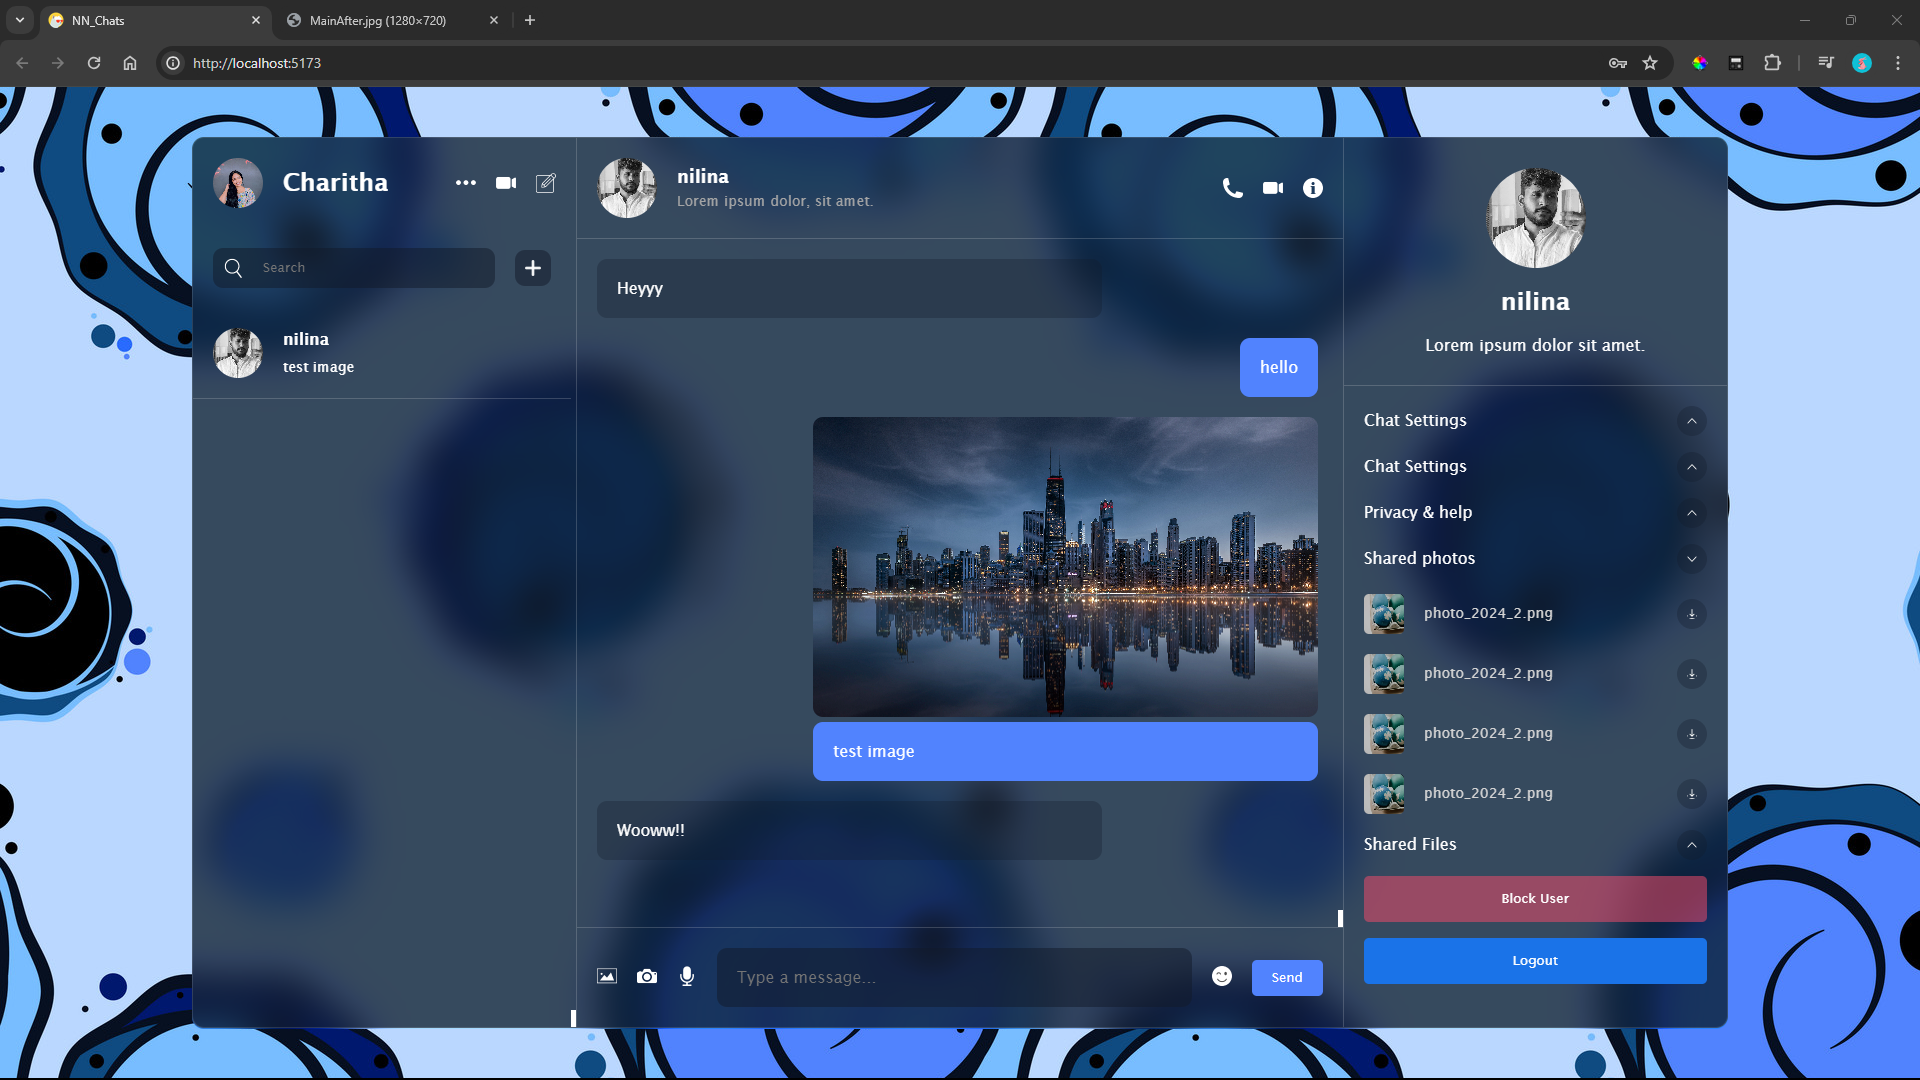 NN_Chats
MainAfter.jpg (1280×720)
http://localhost:5173
Charitha
Search
nilina
test image
nilina
Lorem ipsum dolor, sit amet.
Heyyy
hello
test image
Wooww!!
Type a message...
Send
nilina
Lorem ipsum dolor sit amet.
Chat Settings
Chat Settings
Privacy & help
Shared photos
photo_2024_2.png
photo_2024_2.png
photo_2024_2.png
photo_2024_2.png
Shared Files
Block User
Logout